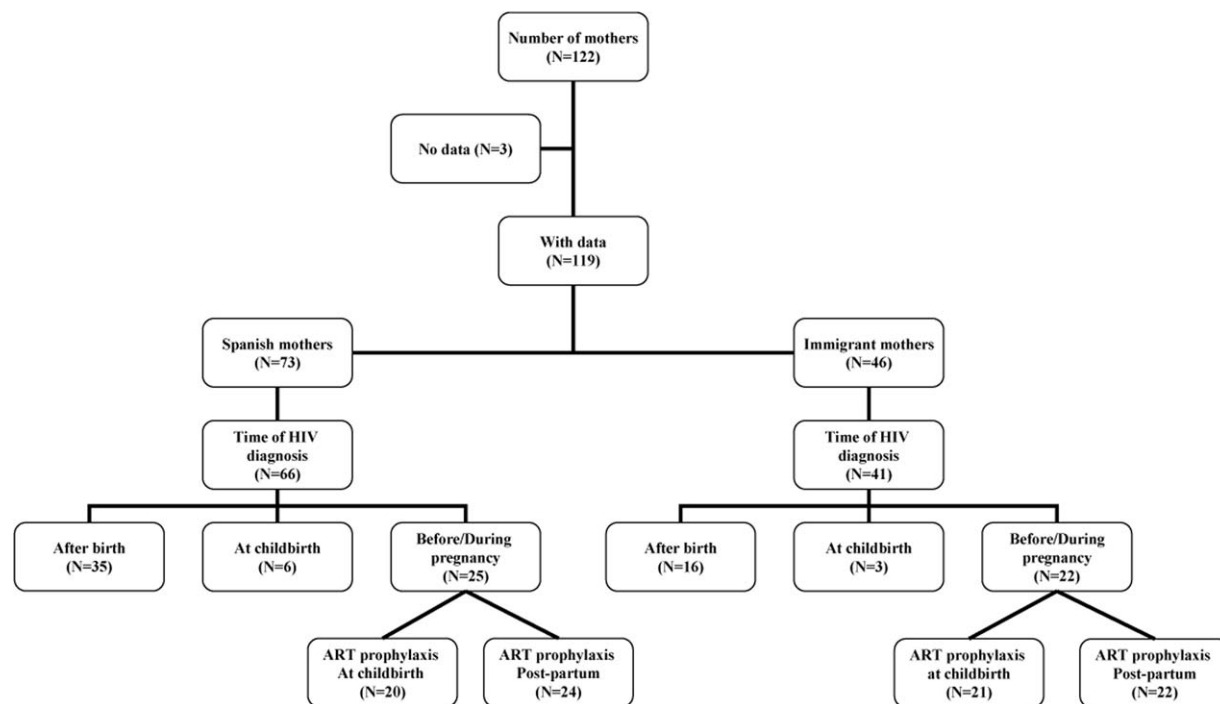 Number of mothers
(N=122)
No data (N=3)
With data
(N=119)
Spanish mothers
(N=73)
Immigrant mothers
(N=46)
Time of HIV
diagnosis
(N=66)
Time of HIV
diagnosis
(N=41)
After birth
(N=35)
At childbirth
(N=6)
Before/During
pregnancy
(N=25)
After birth
(N=16)
At childbirth
(N=3)
Before/During
pregnancy
(N=22)
ART prophylaxis
At childbirth
(N=20)
ART prophylaxis
Post-partum
(N=24)
ART prophylaxis
at childbirth
(N=21)
ART prophylaxis
Post-partum
(N=22)